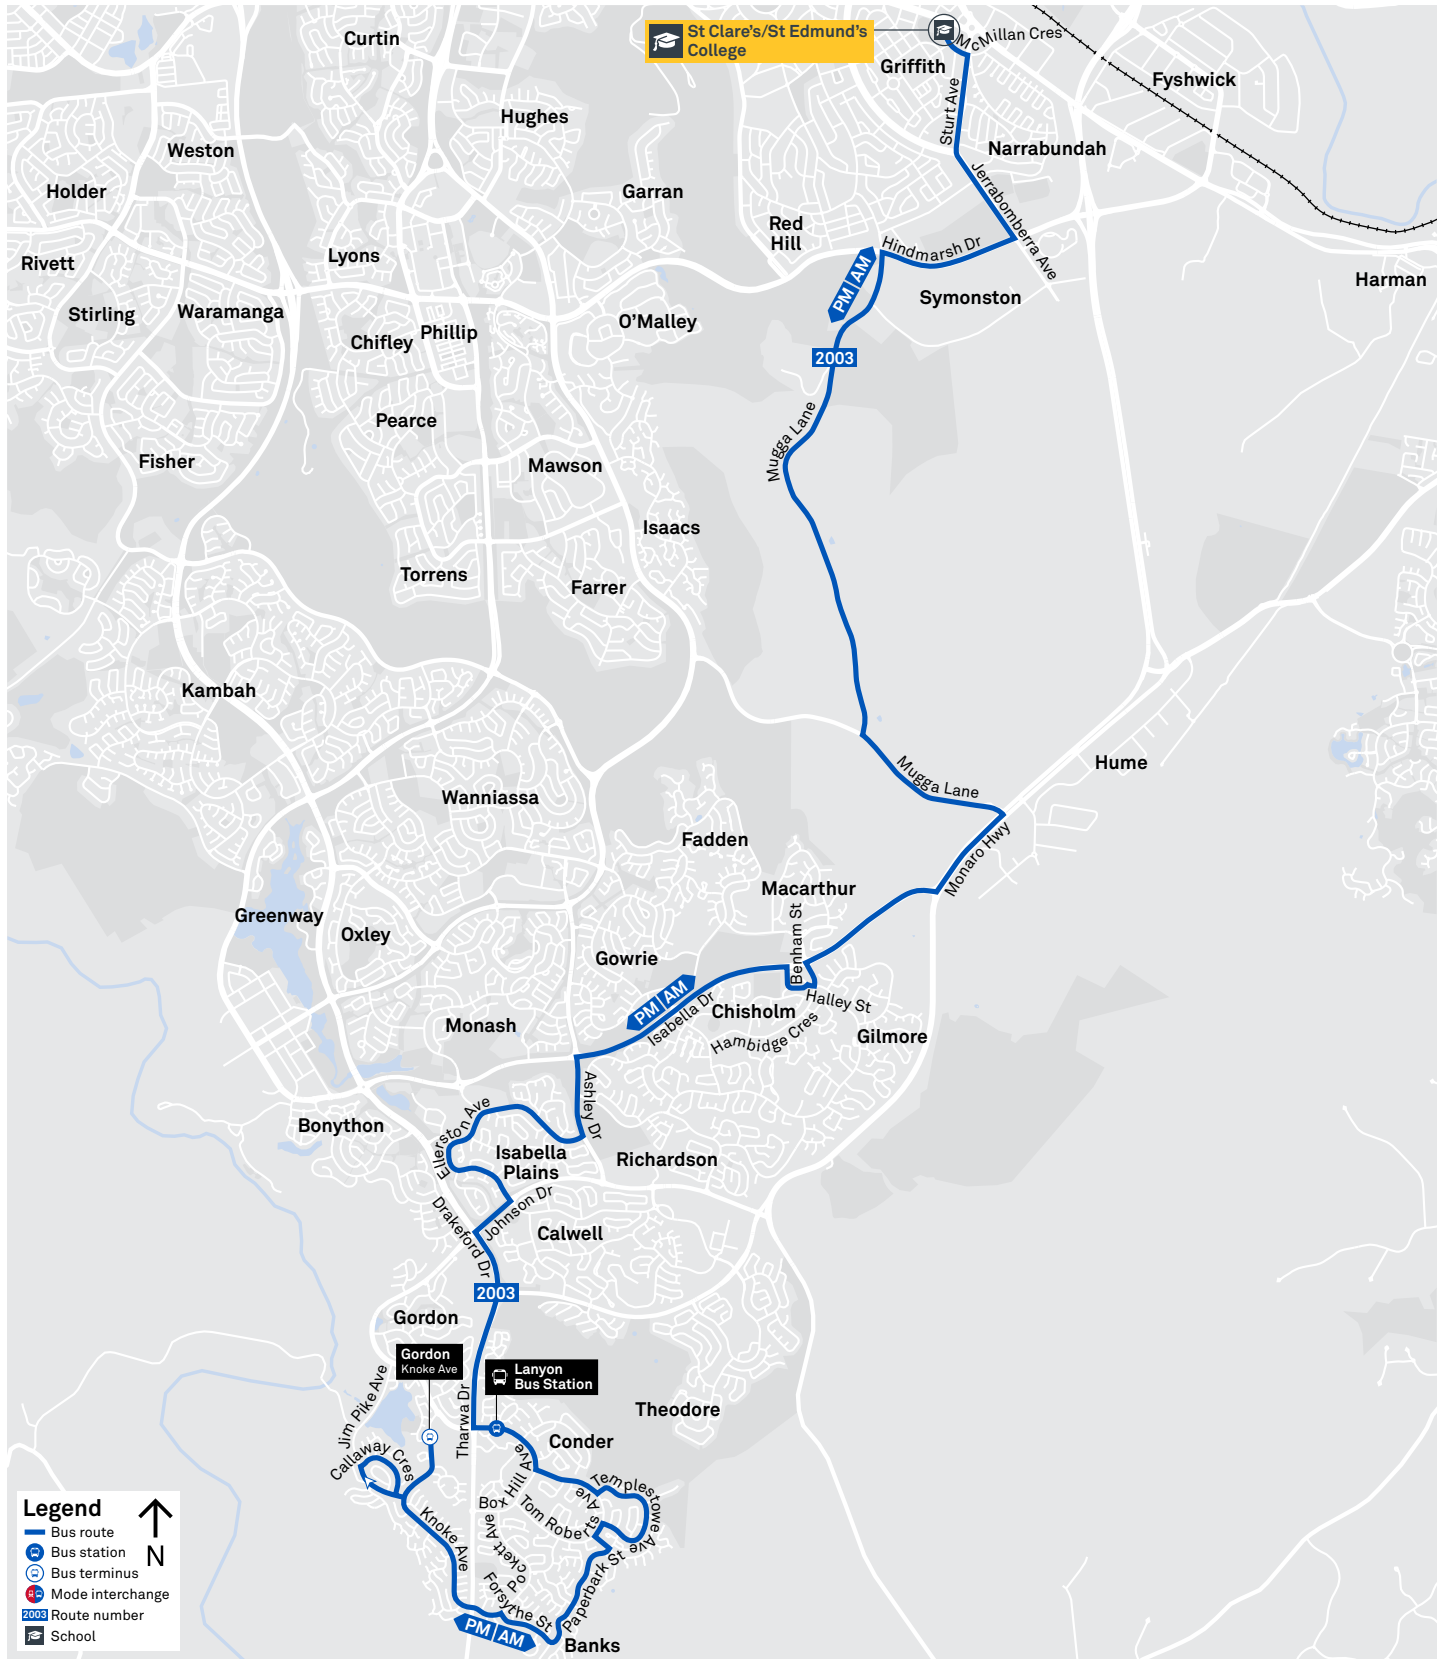 St Clare's/St Edmund's
College
McMillan Cres
Griffith
Fyshwick
Curtin
Hughes
Sturt Ave
Narrabundah
Weston
Holder
Garran
Jerrabomberra Ave
Red
Hill
Hindmarsh Dr
Lyons
Rivett
PM AM
Harman
Symonston
Stirling
Waramanga
O'Malley
Chifley
Phillip
2003
Pearce
Mugga Lane
Fisher
Mawson
Isaacs
Torrens
Farrer
Kambah
Hume
Mugga Lane
Wanniassa
Fadden
Monaro Hwy
Macarthur
Greenway
Oxley
Benham St
Gowrie
PM AM
Isabella Dr
Halley St
Chisholm
Monash
Hambidge Cres
Gilmore
Ashley Dr
Ellerston Ave
Bonython
Isabella
Plains
Richardson
Johnson Dr
Drakeford Dr
Calwell
2003
Gordon
Gordon
Knoke Ave
Lanyon
Bus Station
Jim Pike Ave
Tharwa Dr
Theodore
Conder
Callaway Cres
Box Hill Ave
Templestowe Ave
Tom Roberts Ave
Knoke Ave
Pockett Ave
Forsythe St
Paperbark St
PM AM
Banks
Legend
N
Bus route
Bus station
Bus terminus
Mode interchange
2003 Route number
School